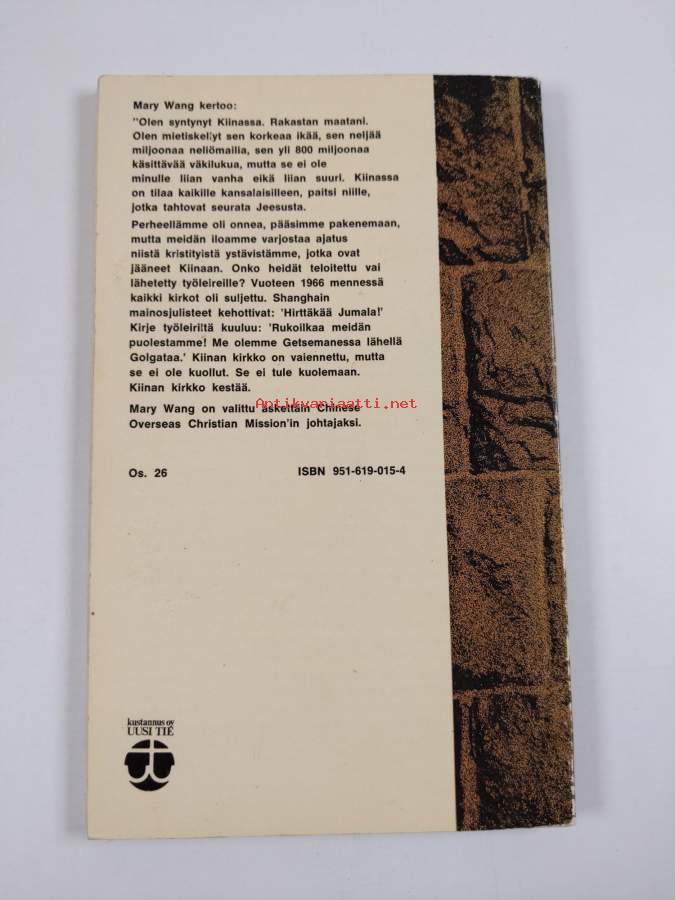 Mary Wang kertoo:
"Olen syntynyt Kiinassa. Rakastan maatani.
Olen mietiskellyt sen korkeaa ikää, sen neljää
miljoonaa neliömailia, sen yli 800 miljoonaa
käsittävää väkilukua, mutta se ei ole
minulle liian vanha eikä liian suuri. Kiinassa
on tilaa kaikille kansalaisilleen, paitsi niille,
jotka tahtovat seurata Jeesusta.
Perheellämme oli onnea, pääsimme pakenemaan,
mutta meidän iloamme varjostaa ajatus
niistä kristityistä ystävistämme, jotka ovat
jääneet Kiinaan. Onko heidät teloitettu vai
lähetetty työleireille? Vuoteen 1966 mennessä
kaikki kirkot oli suljettu. Shanghain
mainosjulisteet kehottivat: 'Hirttäkää Jumala!'
Kirje työleiriltä kuuluu: 'Rukoilkaa meidän
puolestamme! Me olemme Getsemanessa lähellä
Golgataa.' Kiinan kirkko on vaiennettu, mutta
se ei ole kuollut. Se ei tule kuolemaan.
Kiinan kirkko kestää.
Antikvariaatti.net
Mary Wang on valittu äskettäin Chinese
Overseas Christian Mission'in johtajaksi.
Os. 26 ISBN 951-619-015-4
kustannus oy
UUSI TIE